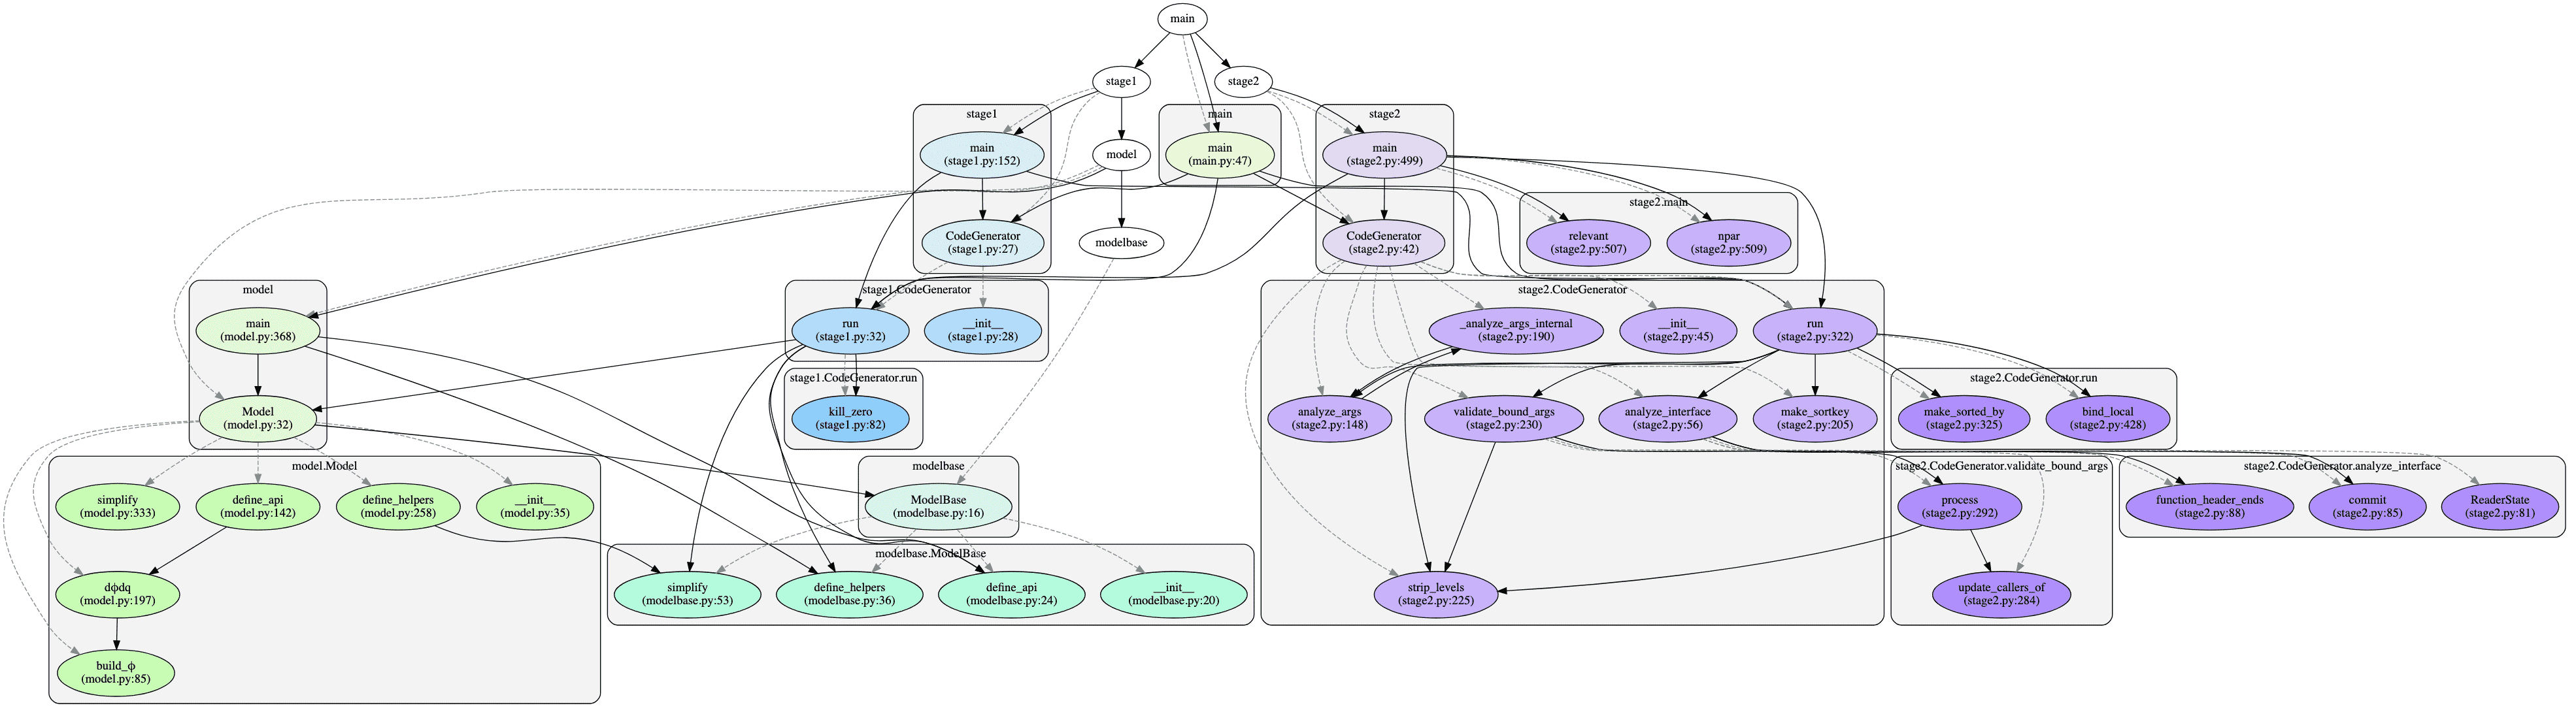 main
stage1
stage2
stage1
main
stage2
main
(stage1.py:152)
model
main
(main.py:47)
main
(stage2.py:499)
stage2.main
CodeGenerator
(stage1.py:27)
modelbase
CodeGenerator
(stage2.py:42)
relevant
(stage2.py:507)
npar
(stage2.py:509)
model
stage1.CodeGenerator
stage2.CodeGenerator
main
(model.py:368)
run
(stage1.py:32)
__init__
(stage1.py:28)
_analyze_args_internal
(stage2.py:190)
__init__
(stage2.py:45)
run
(stage2.py:322)
stage1.CodeGenerator.run
stage2.CodeGenerator.run
Model
(model.py:32)
kill_zero
(stage1.py:82)
analyze_args
(stage2.py:148)
validate_bound_args
(stage2.py:230)
analyze_interface
(stage2.py:56)
make_sortkey
(stage2.py:205)
make_sorted_by
(stage2.py:325)
bind_local
(stage2.py:428)
model.Model
modelbase
stage2.CodeGenerator.validate_bound_args
stage2.CodeGenerator.analyze_interface
simplify
(model.py:333)
define_api
(model.py:142)
define_helpers
(model.py:258)
__init__
(model.py:35)
ModelBase
(modelbase.py:16)
process
(stage2.py:292)
function_header_ends
(stage2.py:88)
commit
(stage2.py:85)
ReaderState
(stage2.py:81)
modelbase.ModelBase
dϕdq
(model.py:197)
simplify
(modelbase.py:53)
define_helpers
(modelbase.py:36)
define_api
(modelbase.py:24)
__init__
(modelbase.py:20)
strip_levels
(stage2.py:225)
update_callers_of
(stage2.py:284)
build_ϕ
(model.py:85)